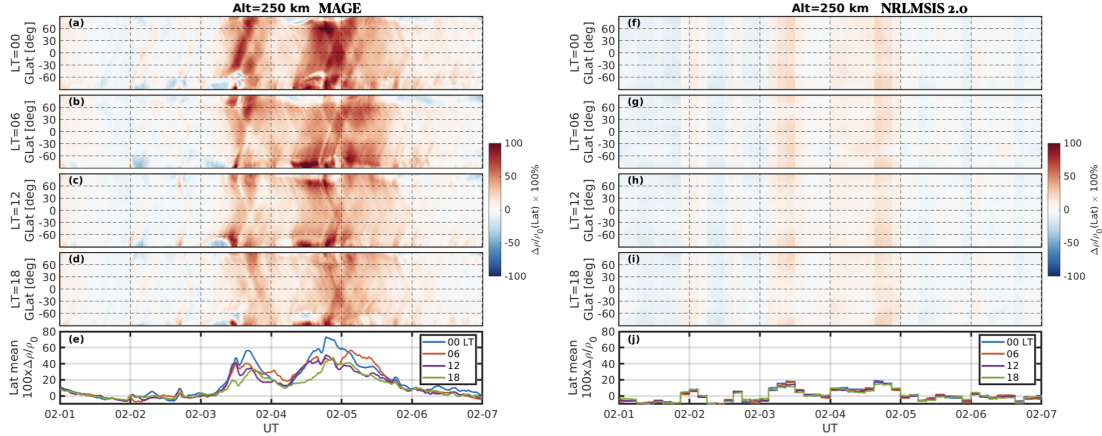 Alt=250 km MAGE
(a)
LT=00
GLat [deg]
60
30
0
-30
-60
(b)
LT=06
GLat [deg]
60
30
0
-30
-60
(c)
LT=12
GLat [deg]
60
30
0
-30
-60
(d)
LT=18
GLat [deg]
60
30
0
-30
-60
100
50
0
-50
-100
Δρ/ρ₀(Lat) × 100%
(e)
Lat mean
100×Δρ/ρ₀
80
60
40
20
0
00 LT
06
12
18
02-01 02-02 02-03 02-04 02-05 02-06 02-07
UT
Alt=250 km NRLMSIS 2.0
(f)
LT=00
GLat [deg]
60
30
0
-30
-60
(g)
LT=06
GLat [deg]
60
30
0
-30
-60
(h)
LT=12
GLat [deg]
60
30
0
-30
-60
(i)
LT=18
GLat [deg]
60
30
0
-30
-60
100
50
0
-50
-100
Δρ/ρ₀(Lat) × 100%
(j)
Lat mean
100×Δρ/ρ₀
80
60
40
20
0
00 LT
06
12
18
02-01 02-02 02-03 02-04 02-05 02-06 02-07
UT